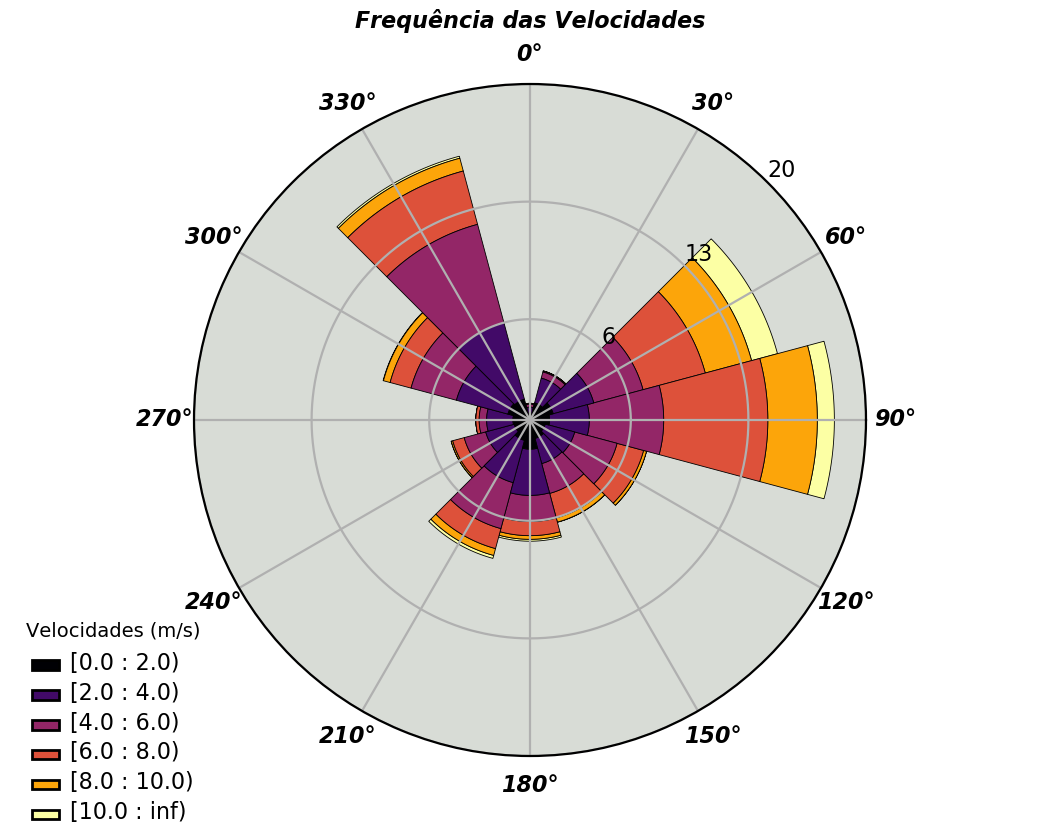 Frequência das Velocidades
0°
330°
30°
20
300°
60°
13
6
270°
90°
240°
120°
210°
150°
180°
Velocidades (m/s)
[0.0 : 2.0)
[2.0 : 4.0)
[4.0 : 6.0)
[6.0 : 8.0)
[8.0 : 10.0)
[10.0 : inf)